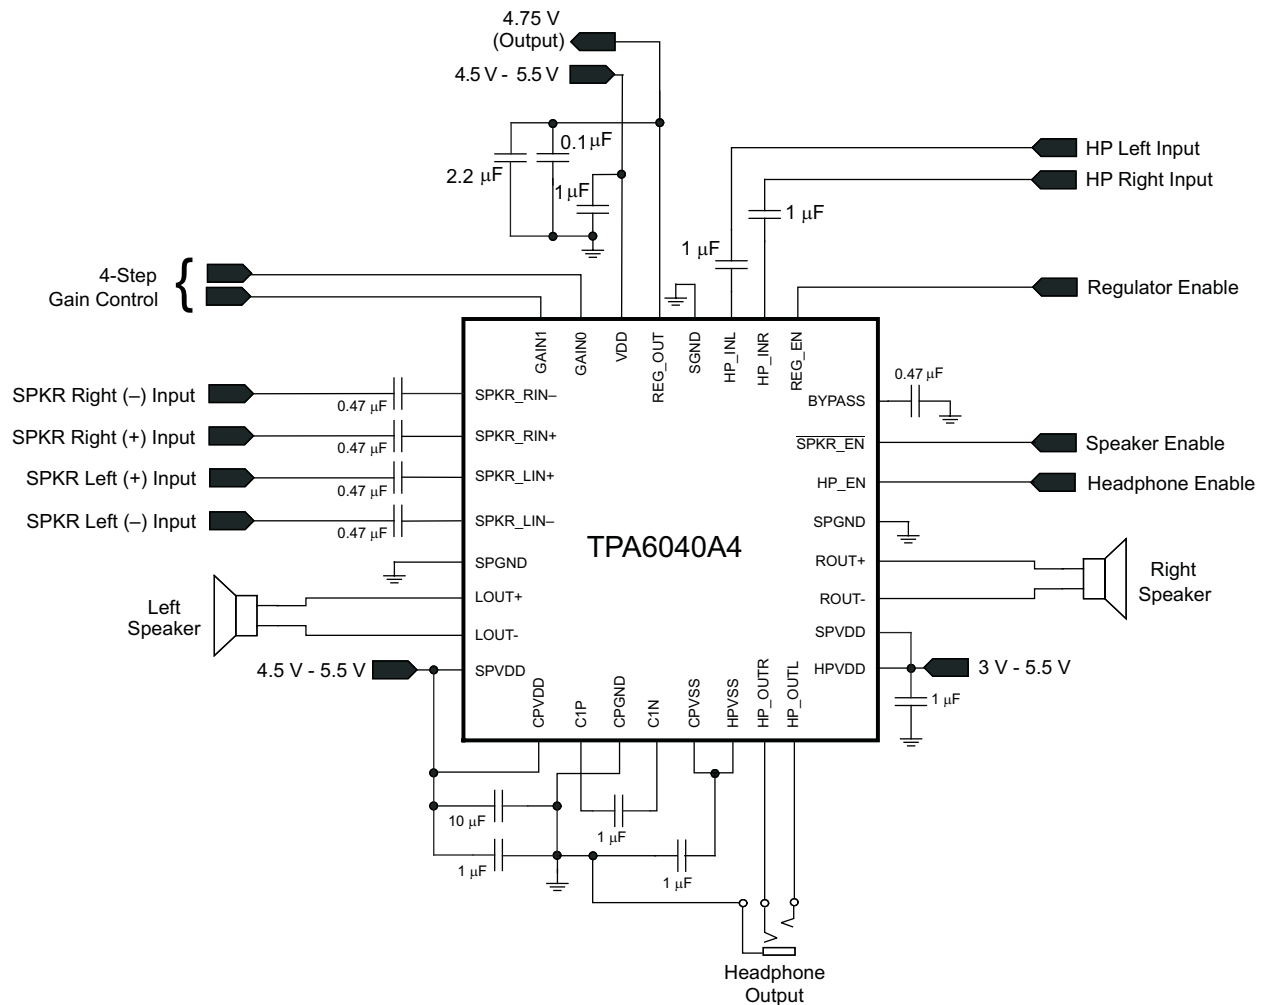 4.75 V
(Output)
4.5 V - 5.5 V
0.1 μF
2.2 μF
1 μF
HP Left Input
HP Right Input
1 μF
1 μF
4-Step
Gain Control
{
Regulator Enable
GAIN1
GAIN0
VDD
REG_OUT
SGND
HP_INL
HP_INR
REG_EN
SPKR Right (–) Input
0.47 μF
SPKR_RIN–
BYPASS
0.47 μF
SPKR Right (+) Input
0.47 μF
SPKR_RIN+
SPKR_EN
Speaker Enable
SPKR Left (+) Input
0.47 μF
SPKR_LIN+
HP_EN
Headphone Enable
SPKR Left (–) Input
0.47 μF
SPKR_LIN–
SPGND
TPA6040A4
SPGND
ROUT+
Right
Speaker
Left
Speaker
LOUT+
ROUT-
LOUT-
SPVDD
4.5 V - 5.5 V
SPVDD
HPVDD
3 V - 5.5 V
1 μF
CPVDD
C1P
CPGND
C1N
CPVSS
HPVSS
HP_OUTR
HP_OUTL
10 μF
1 μF
1 μF
1 μF
Headphone
Output